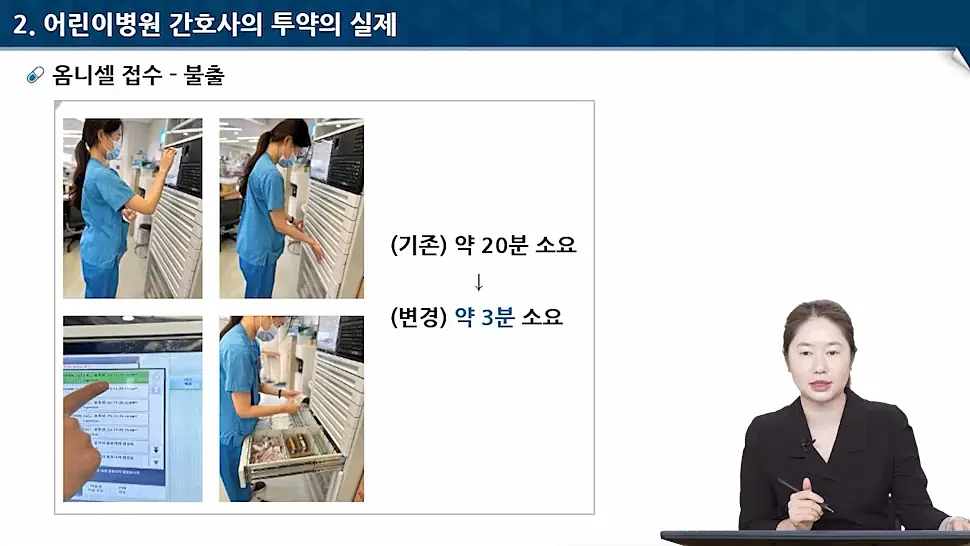 2. 어린이병원 간호사의 투약의 실제
옴니셀 접수 - 불출
(기존) 약 20분 소요
↓
(변경) 약 3분 소요